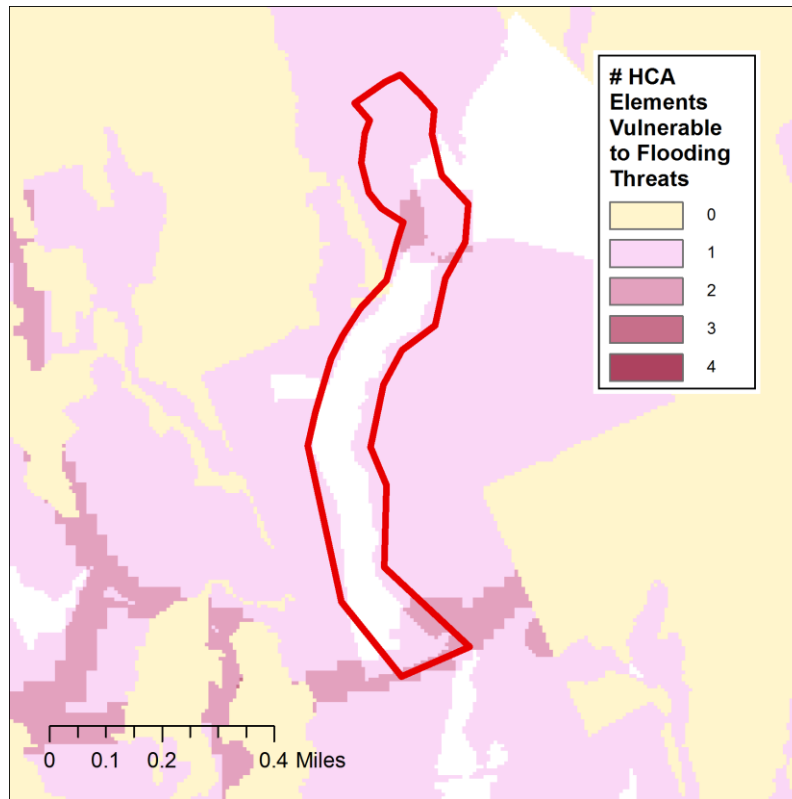 # HCA
Elements
Vulnerable
to Flooding
Threats
0
1
2
3
4
0 0.1 0.2 0.4 Miles